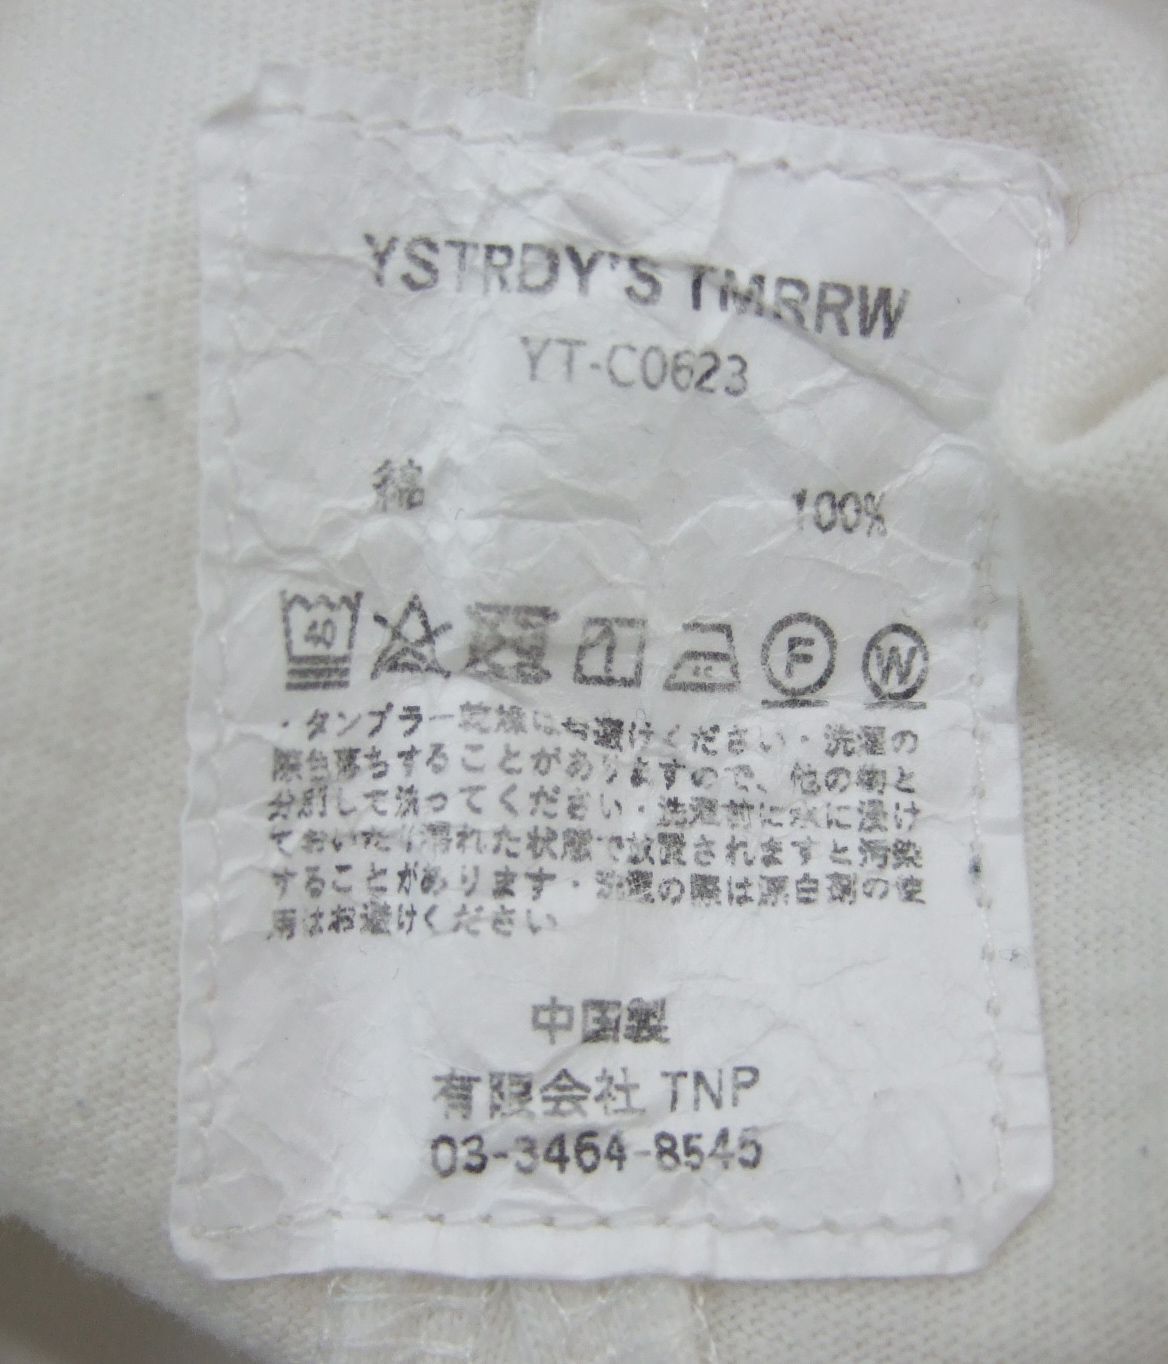 YSTRDY'S TMRRW
YT-C0623
綿 100%
40
F W
・タンブラー乾燥はお避けください・洗濯の
際色落ちすることがありますので、他の物と
分別して洗ってください・洗濯前に水に浸け
ておいたり濡れた状態で放置されますと汚染
することがあります・洗濯の際は漂白剤の使
用はお避けください
中国製
有限会社 TNP
03-3464-8545